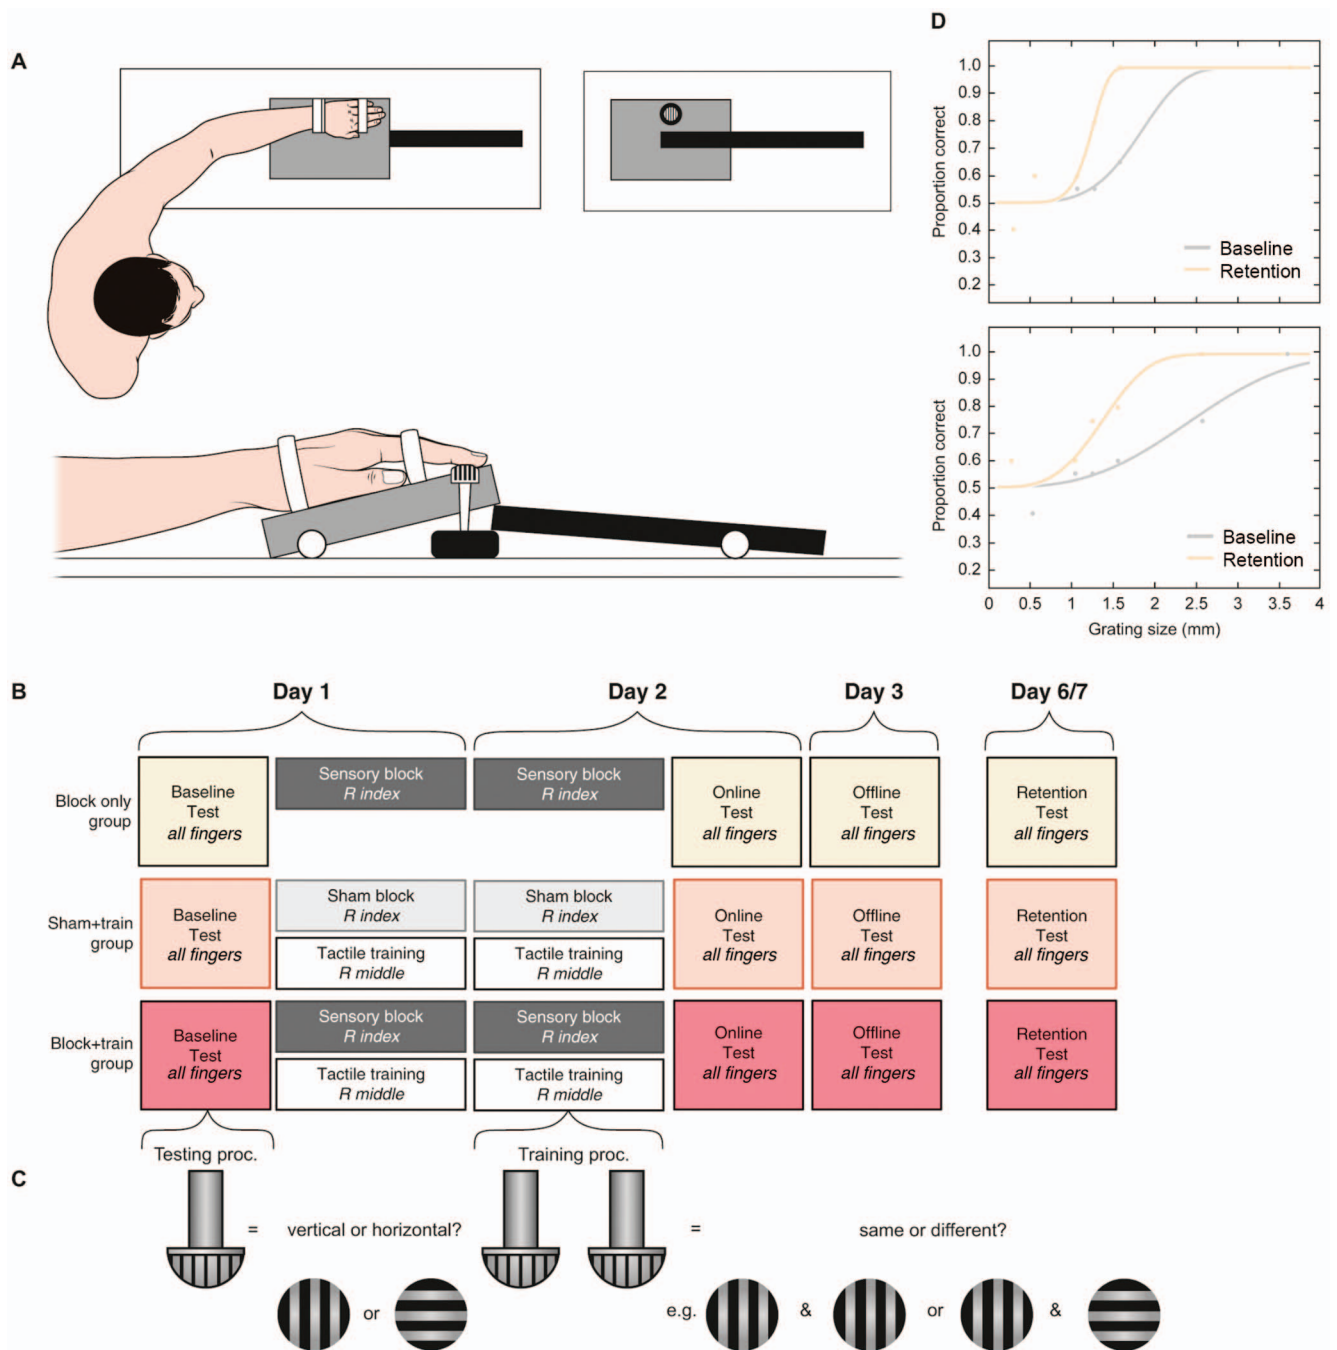 A
D
1.0
0.9
0.8
0.7
0.6
0.5
0.4
0.3
0.2
Proportion correct
Baseline
Retention
1.0
0.9
0.8
0.7
0.6
0.5
0.4
0.3
0.2
Proportion correct
Baseline
Retention
0 0.5 1 1.5 2 2.5 3 3.5 4
Grating size (mm)
B
Day 1 Day 2 Day 3 Day 6/7
Block only
group
Baseline
Test
all fingers
Sensory block
R index
Sensory block
R index
Online
Test
all fingers
Offline
Test
all fingers
Retention
Test
all fingers
Sham+train
group
Baseline
Test
all fingers
Sham block
R index
Tactile training
R middle
Sham block
R index
Tactile training
R middle
Online
Test
all fingers
Offline
Test
all fingers
Retention
Test
all fingers
Block+train
group
Baseline
Test
all fingers
Sensory block
R index
Tactile training
R middle
Sensory block
R index
Tactile training
R middle
Online
Test
all fingers
Offline
Test
all fingers
Retention
Test
all fingers
Testing proc. Training proc.
C
= vertical or horizontal? = same or different?
or e.g. & or &